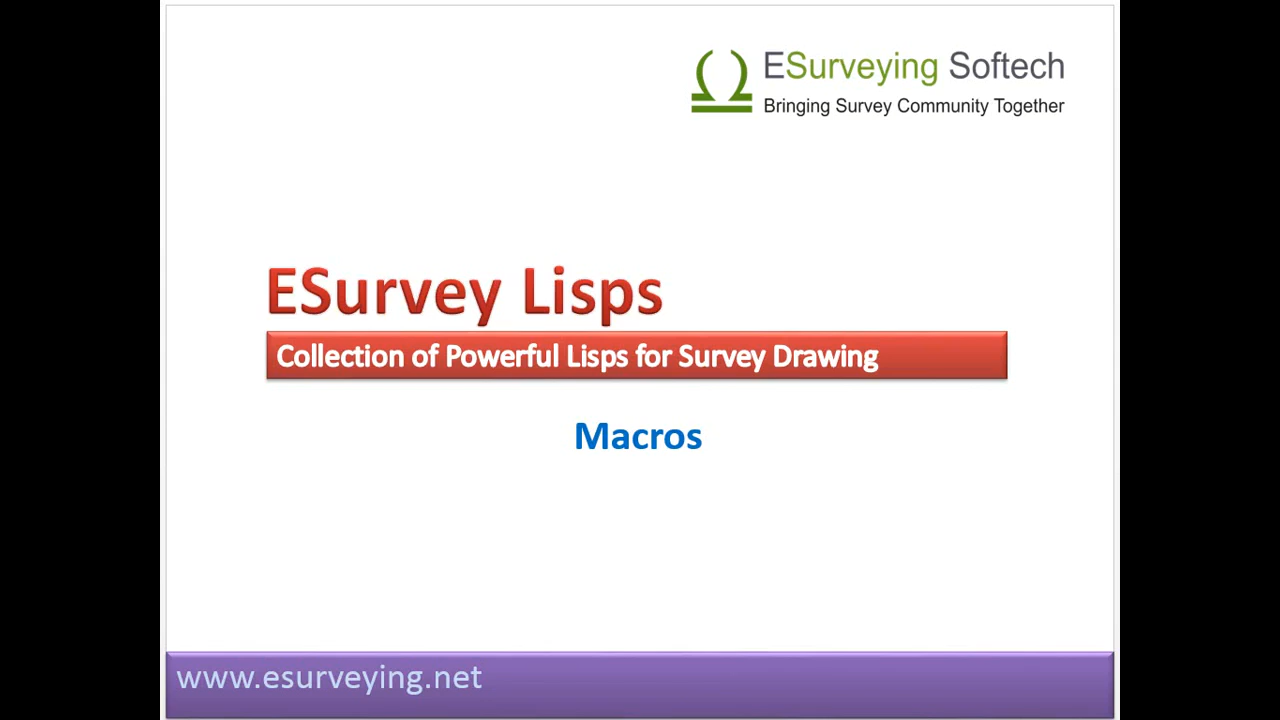 ESurveying Softech
Bringing Survey Community Together
ESurvey Lisps
Collection of Powerful Lisps for Survey Drawing
Macros
www.esurveying.net